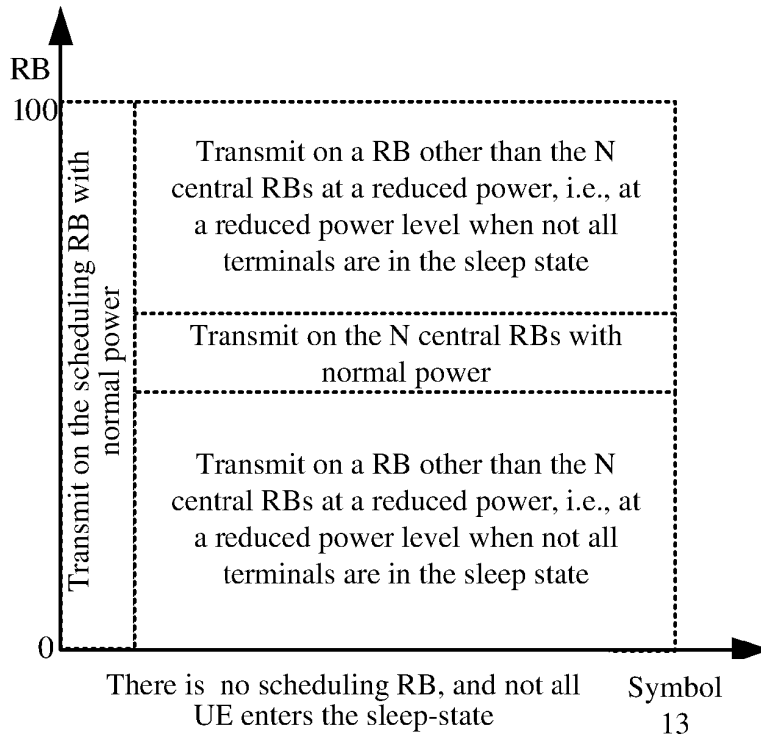 RB
100
Transmit on the scheduling RB with
normal power
Transmit on a RB other than the N
central RBs at a reduced power, i.e., at
a reduced power level when not all
terminals are in the sleep state
Transmit on the N central RBs with
normal power
Transmit on a RB other than the N
central RBs at a reduced power, i.e., at
a reduced power level when not all
terminals are in the sleep state
0
There is no scheduling RB, and not all
UE enters the sleep-state
Symbol
13